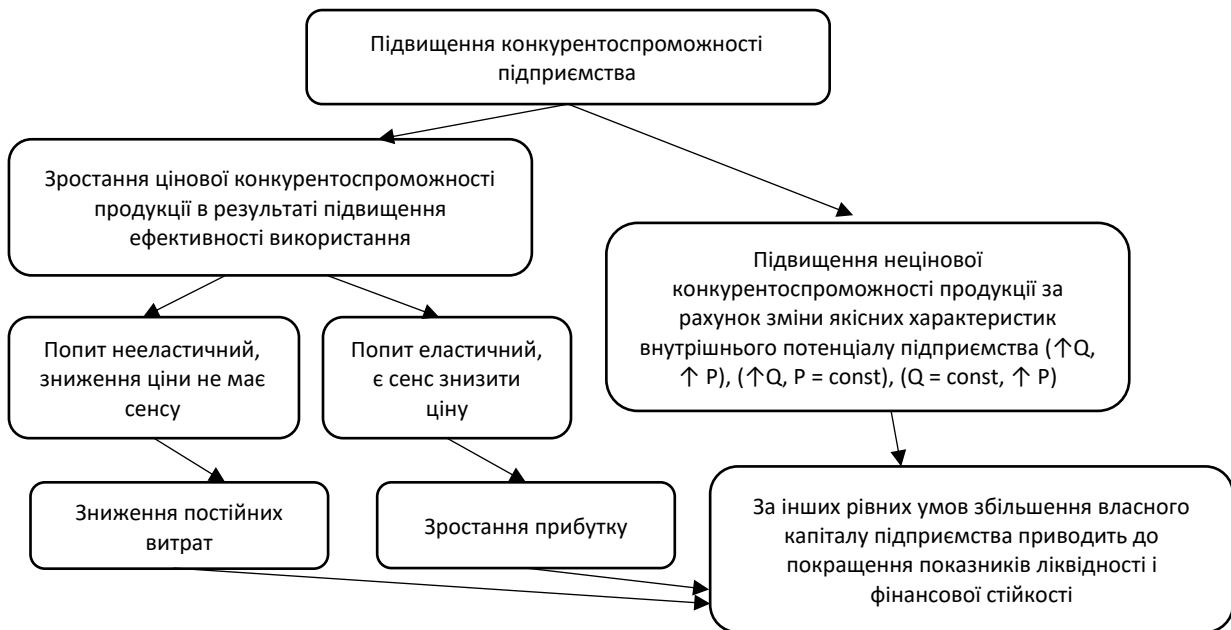 Підвищення конкурентоспроможності
підприємства
Зростання цінової конкурентоспроможності
продукції в результаті підвищення
ефективності використання
Підвищення нецінової
конкурентоспроможності продукції за
рахунок зміни якісних характеристик
внутрішнього потенціалу підприємства (↑Q,
↑ P), (↑Q, P = const), (Q = const, ↑ P)
Попит нееластичний,
зниження ціни не має
сенсу
Попит еластичний,
є сенс знизити
ціну
Зниження постійних
витрат
Зростання прибутку
За інших рівних умов збільшення власного
капіталу підприємства приводить до
покращення показників ліквідності і
фінансової стійкості